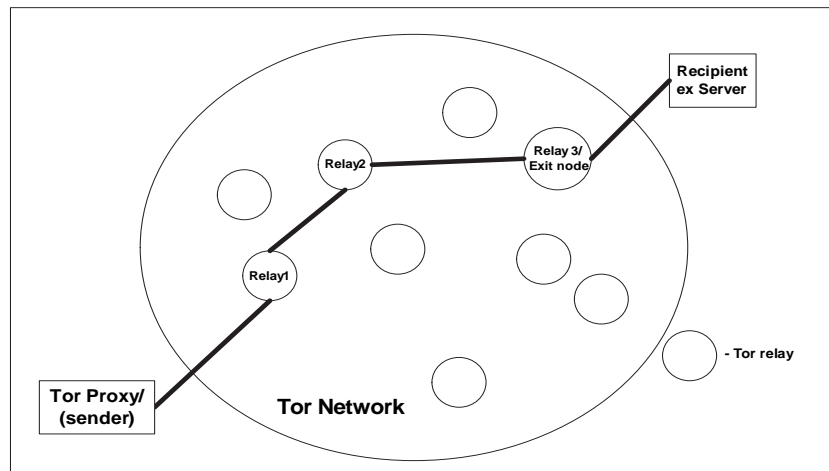 Recipient
ex Server
Relay 3/
Exit node
Relay2
Relay1
- Tor relay
Tor Proxy/
(sender)
Tor Network